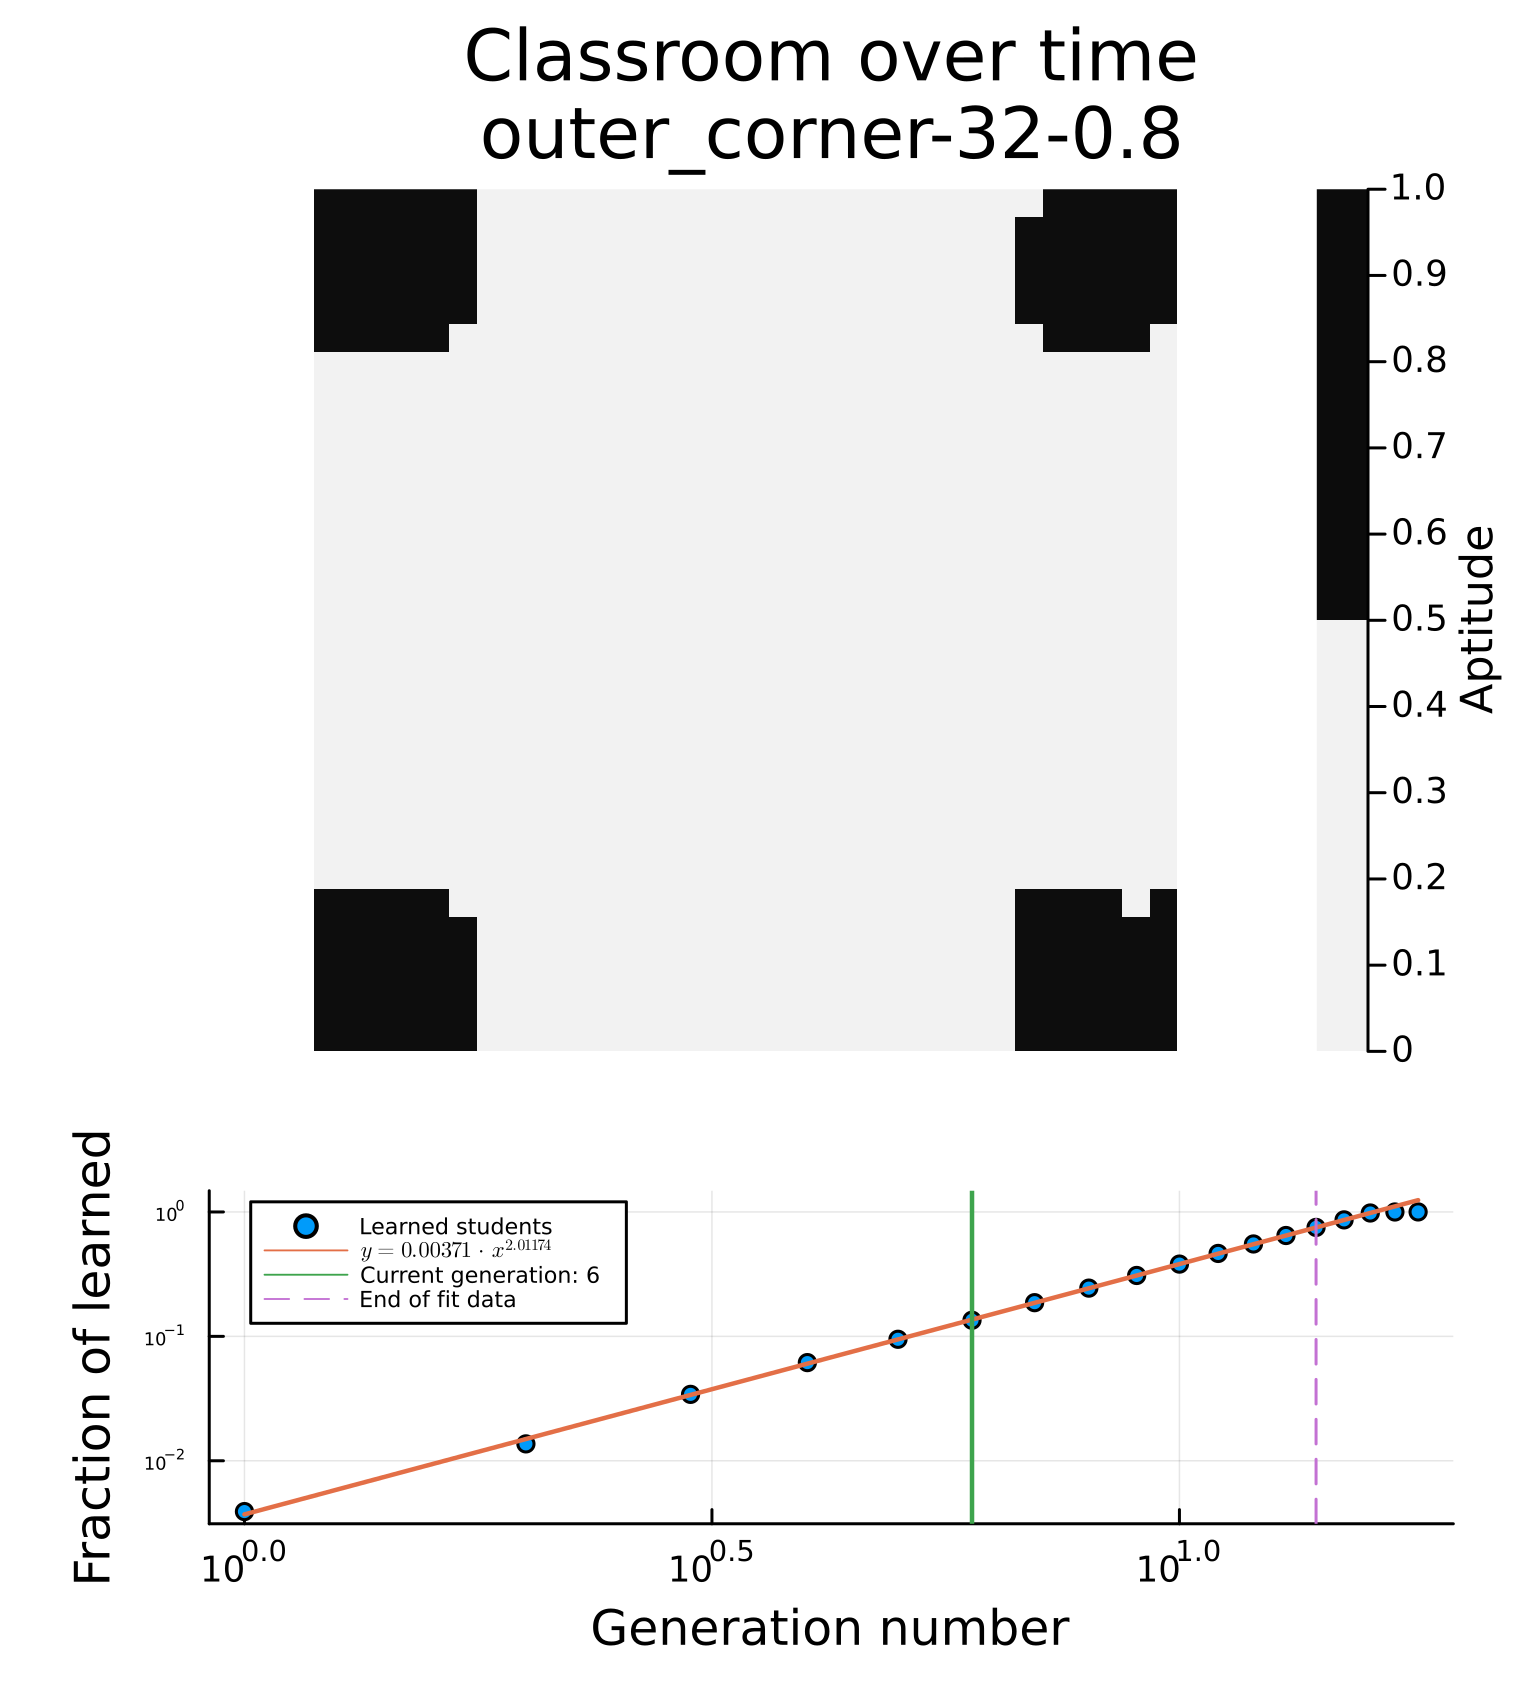 Classroom over time
outer_corner-32-0.8
1.0
0.9
0.8
0.7
0.6
0.5
0.4
0.3
0.2
0.1
0
Aptitude
Fraction of learned
10⁰
10⁻¹
10⁻²
Learned students
y = 0.00371 · x^2.01174
Current generation: 6
End of fit data
10^0.0
10^0.5
10^1.0
Generation number